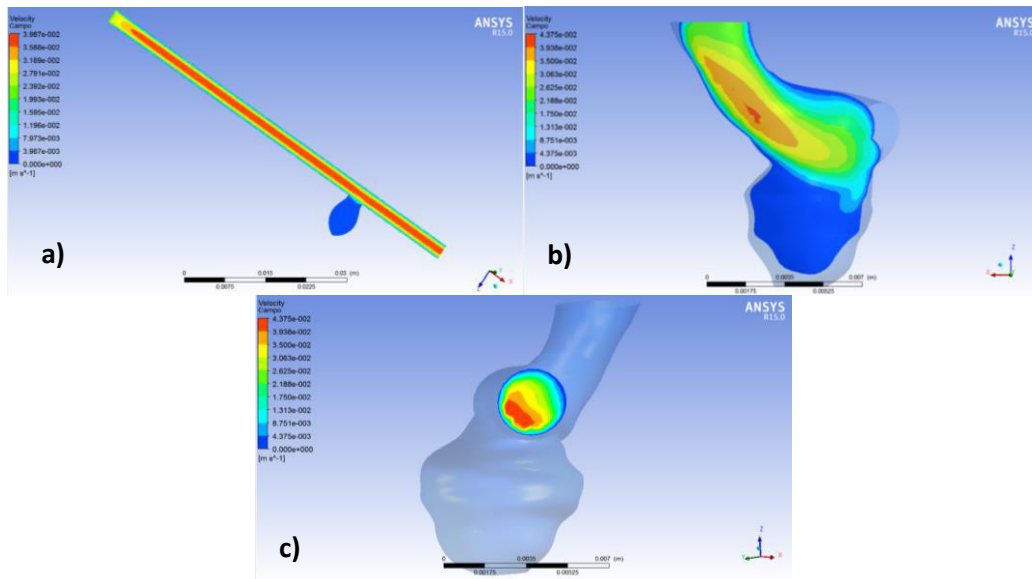 Velocity
Campo
3.987e-002
3.588e-002
3.189e-002
2.791e-002
2.392e-002
1.993e-002
1.595e-002
1.196e-002
7.973e-003
3.987e-003
0.000e+000
[m s^-1]
ANSYS
R15.0
a)
0 0.015 0.03 (m)
0.0075 0.0225
X
Z
Velocity
Campo
4.375e-002
3.938e-002
3.500e-002
3.063e-002
2.625e-002
2.188e-002
1.750e-002
1.313e-002
8.751e-003
4.375e-003
0.000e+000
[m s^-1]
ANSYS
R15.0
b)
0 0.0035 0.007 (m)
0.00175 0.00525
Z
X
Velocity
Campo
4.375e-002
3.938e-002
3.500e-002
3.063e-002
2.625e-002
2.188e-002
1.750e-002
1.313e-002
8.751e-003
4.375e-003
0.000e+000
[m s^-1]
ANSYS
R15.0
c)
0 0.0035 0.007 (m)
0.00175 0.00525
Z
Y X